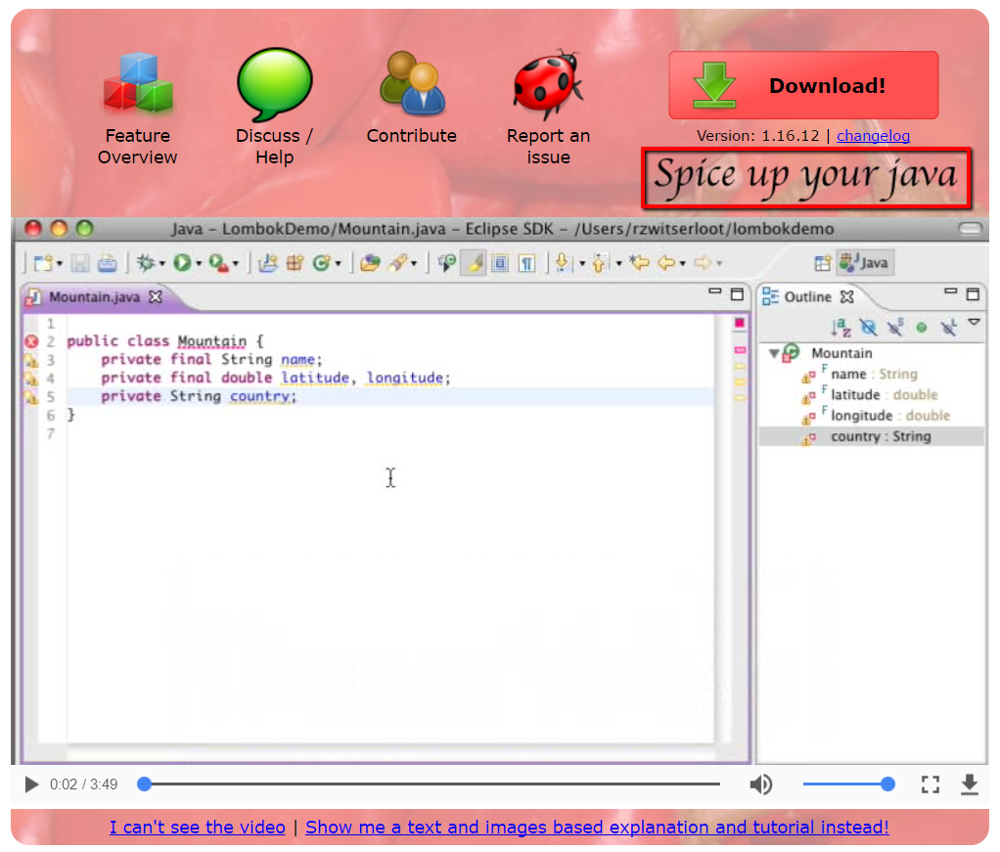 Feature
Overview
Discuss /
Help
Contribute
Report an
issue
Download!
Version: 1.16.12 | changelog
Spice up your java
Java – LombokDemo/Mountain.java – Eclipse SDK – /Users/rzwitserloot/lombokdemo
Java
Mountain.java
1
2 public class Mountain {
3 private final String name;
4 private final double latitude, longitude;
5 private String country;
6 }
7
Outline
Mountain
F name : String
F latitude : double
F longitude : double
country : String
0:02 / 3:49
I can't see the video | Show me a text and images based explanation and tutorial instead!